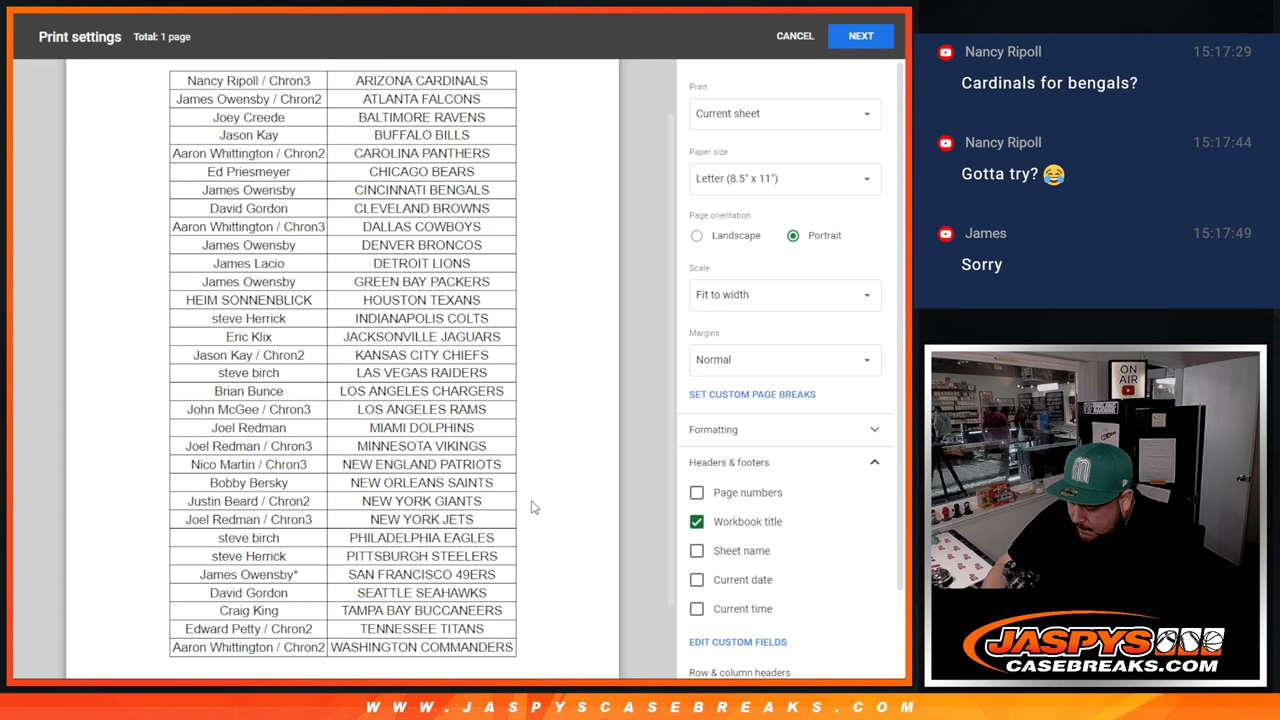 Print settings Total: 1 page
CANCEL NEXT
Nancy Ripoll / Chron3 ARIZONA CARDINALS
James Owensby / Chron2 ATLANTA FALCONS
Joey Creede BALTIMORE RAVENS
Jason Kay BUFFALO BILLS
Aaron Whittington / Chron2 CAROLINA PANTHERS
Ed Priesmeyer CHICAGO BEARS
James Owensby CINCINNATI BENGALS
David Gordon CLEVELAND BROWNS
Aaron Whittington / Chron3 DALLAS COWBOYS
James Owensby DENVER BRONCOS
James Lacio DETROIT LIONS
James Owensby GREEN BAY PACKERS
HEIM SONNENBLICK HOUSTON TEXANS
steve Herrick INDIANAPOLIS COLTS
Eric Klix JACKSONVILLE JAGUARS
Jason Kay / Chron2 KANSAS CITY CHIEFS
steve birch LAS VEGAS RAIDERS
Brian Bunce LOS ANGELES CHARGERS
John McGee / Chron3 LOS ANGELES RAMS
Joel Redman MIAMI DOLPHINS
Joel Redman / Chron3 MINNESOTA VIKINGS
Nico Martin / Chron3 NEW ENGLAND PATRIOTS
Bobby Bersky NEW ORLEANS SAINTS
Justin Beard / Chron2 NEW YORK GIANTS
Joel Redman / Chron3 NEW YORK JETS
steve birch PHILADELPHIA EAGLES
steve Herrick PITTSBURGH STEELERS
James Owensby* SAN FRANCISCO 49ERS
David Gordon SEATTLE SEAHAWKS
Craig King TAMPA BAY BUCCANEERS
Edward Petty / Chron2 TENNESSEE TITANS
Aaron Whittington / Chron2 WASHINGTON COMMANDERS
Print
Current sheet
Paper size
Letter (8.5" x 11")
Page orientation
Landscape Portrait
Scale
Fit to width
Margins
Normal
SET CUSTOM PAGE BREAKS
Formatting
Headers & footers
Page numbers
Workbook title
Sheet name
Current date
Current time
EDIT CUSTOM FIELDS
Row & column headers
Nancy Ripoll 15:17:29
Cardinals for bengals?
Nancy Ripoll 15:17:44
Gotta try? 😂
James 15:17:49
Sorry
ON
AIR
JASPYS
CASEBREAKS.COM
WWW.JASPYSCASEBREAKS.COM